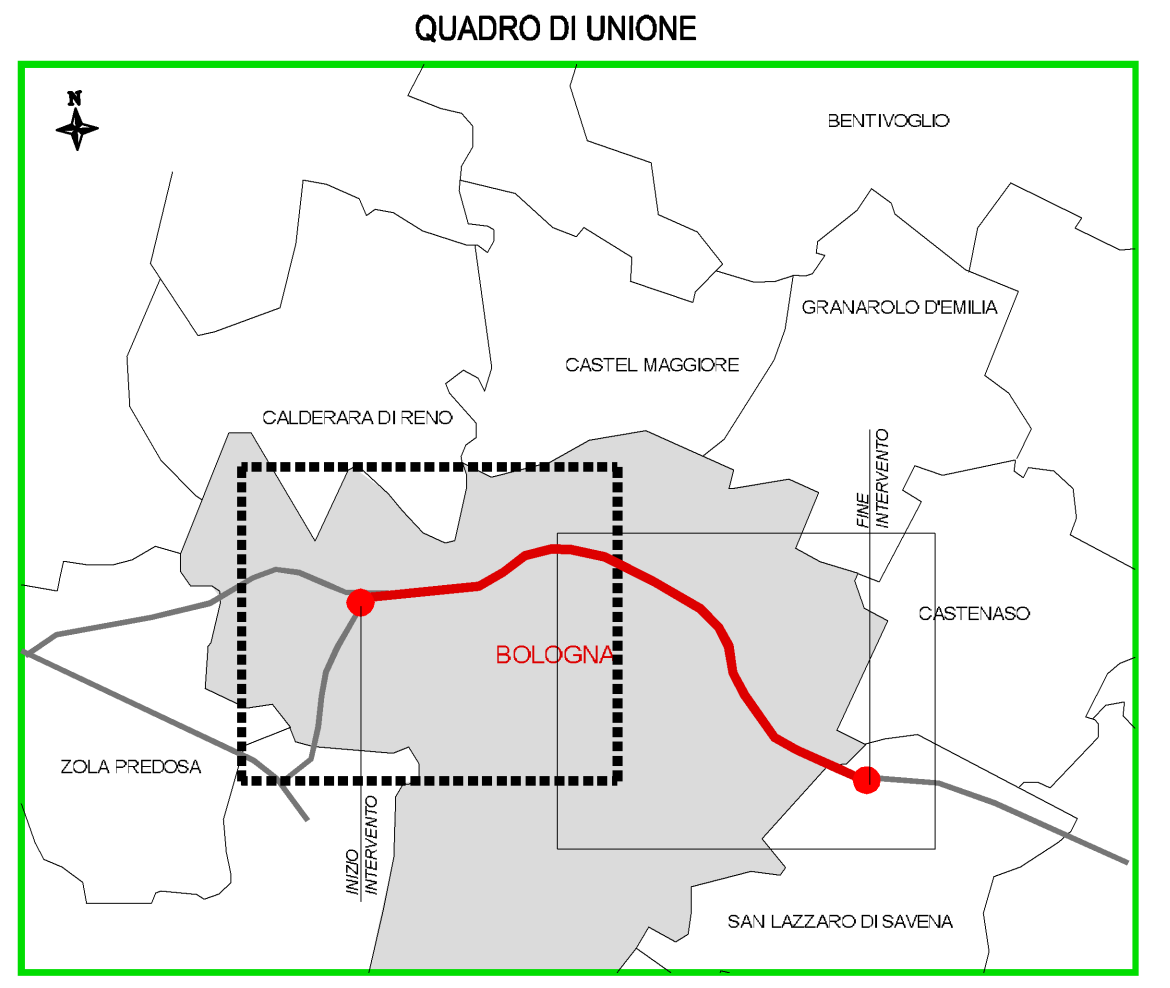 QUADRO DI UNIONE
N
BENTIVOGLIO
GRANAROLO D'EMILIA
CASTEL MAGGIORE
CALDERARA DI RENO
FINE
INTERVENTO
CASTENASO
BOLOGNA
ZOLA PREDOSA
INIZIO
INTERVENTO
SAN LAZZARO DI SAVENA